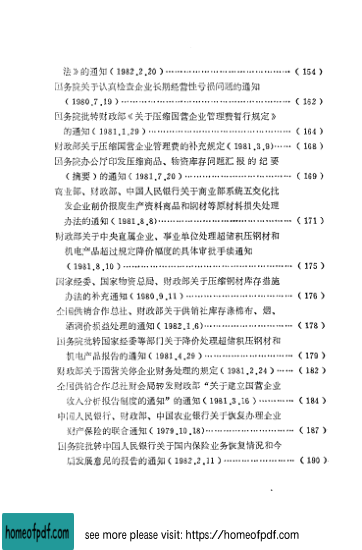 法》的通知(1982.2.20)……………………………(154)
国务院关于认真检查企业长期经营性亏损问题的通知
(1980.7.19)………………………………………(162)
国务院批转财政部《关于压缩国营企业管理费暂行规定》
的通知(1981.1.29)………………………………(164)
财政部关于压缩国营企业管理费的补充规定(1981.3.9)……(168)
国务院办公厅印发压缩商品、物资库存问题汇报的纪要
(摘要)的通知(1981.7.20)………………………(169)
商业部、财政部、中国人民银行关于商业部系统五交化批
发企业削价报废生产资料商品和钢材等原材料损失处理
办法的通知(1981.8.8)……………………………(171)
财政部关于中央直属企业、事业单位处理超储积压钢材和
机电产品超过规定降价幅度的具体审批手续通知
(1981.8.10)………………………………………(175)
国家经委、国家物资总局、财政部关于压缩钢材库存措施
办法的补充通知(1980.9.11)……………………(176)
全国供销合作总社、财政部关于供销社库存涤棉布、烟、
酒调价损益处理的通知(1982.1.6)………………(178)
国务院批转国家经委等部门关于降价处理超储积压钢材和
机电产品报告的通知(1981.4.29)………………(179)
财政部关于国营关停企业财务处理的规定(1981.2.24)……(182)
全国供销合作总社财会局转发财政部“关于建立国营企业
收入分析报告制度的通知”的通知(1981.3.16)…………(184)
中国人民银行、财政部、中国农业银行关于恢复办理企业
财产保险的联合通知(1979.10.18)………………(187)
国务院批转中国人民银行关于国内保险业务恢复情况和今
后发展意见的报告的通知(1982.2.11)……………(190)
homeofpdf.com
see more please visit: https://homeofpdf.com